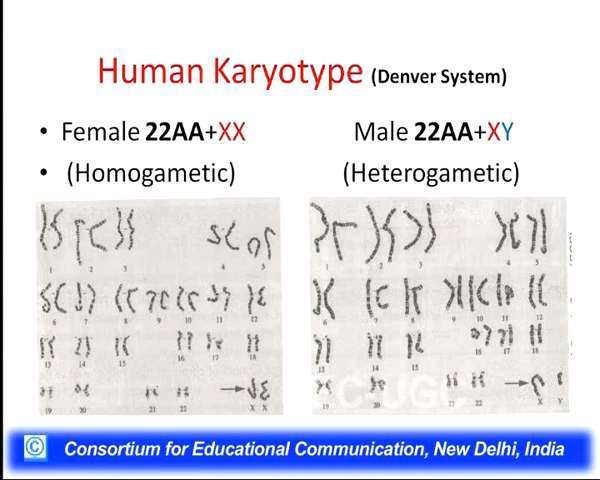 Human Karyotype (Denver System)
• Female 22AA+XX
Male 22AA+XY
• (Homogametic)
(Heterogametic)
1 2 3 4 5
6 7 8 9 10 11 12
13 14 15 16 17 18
19 20 21 22 X X
3 4 5
6 7 8 9 10 11 12
13 14 15 16 17 18
19 20 21 22 X Y
C-UGC
© Consortium for Educational Communication, New Delhi, India